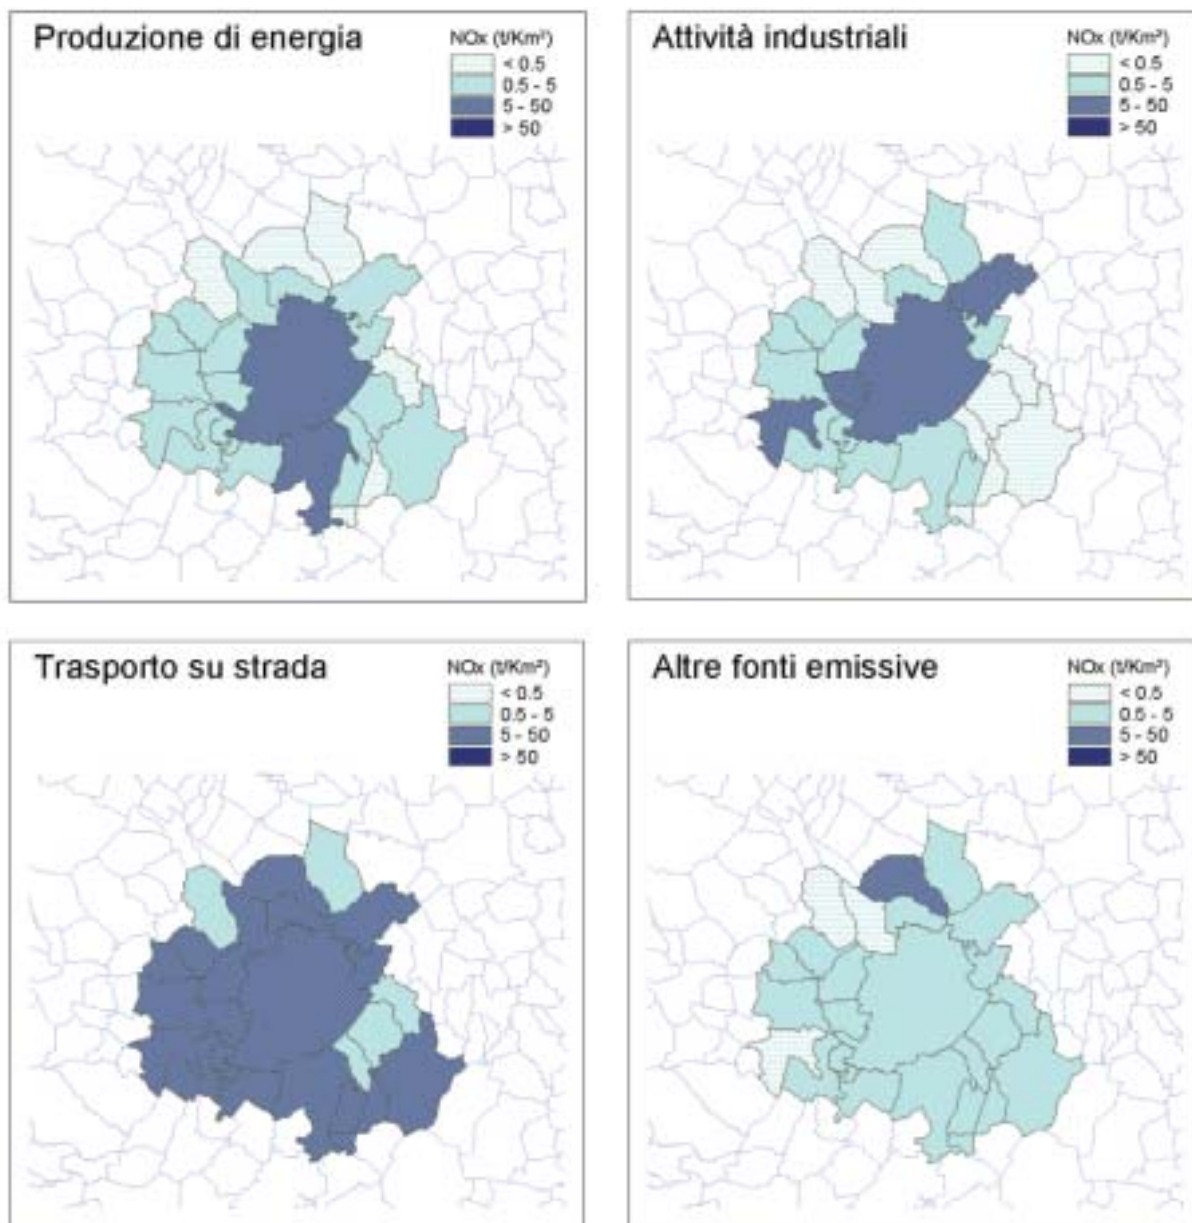 Produzione di energia
NOx (t/Km²)
< 0.5
0.5 - 5
5 - 50
> 50
Attività industriali
NOx (t/Km²)
< 0.5
0.5 - 5
5 - 50
> 50
Trasporto su strada
NOx (t/Km²)
< 0.5
0.5 - 5
5 - 50
> 50
Altre fonti emissive
NOx (t/Km²)
< 0.5
0.5 - 5
5 - 50
> 50